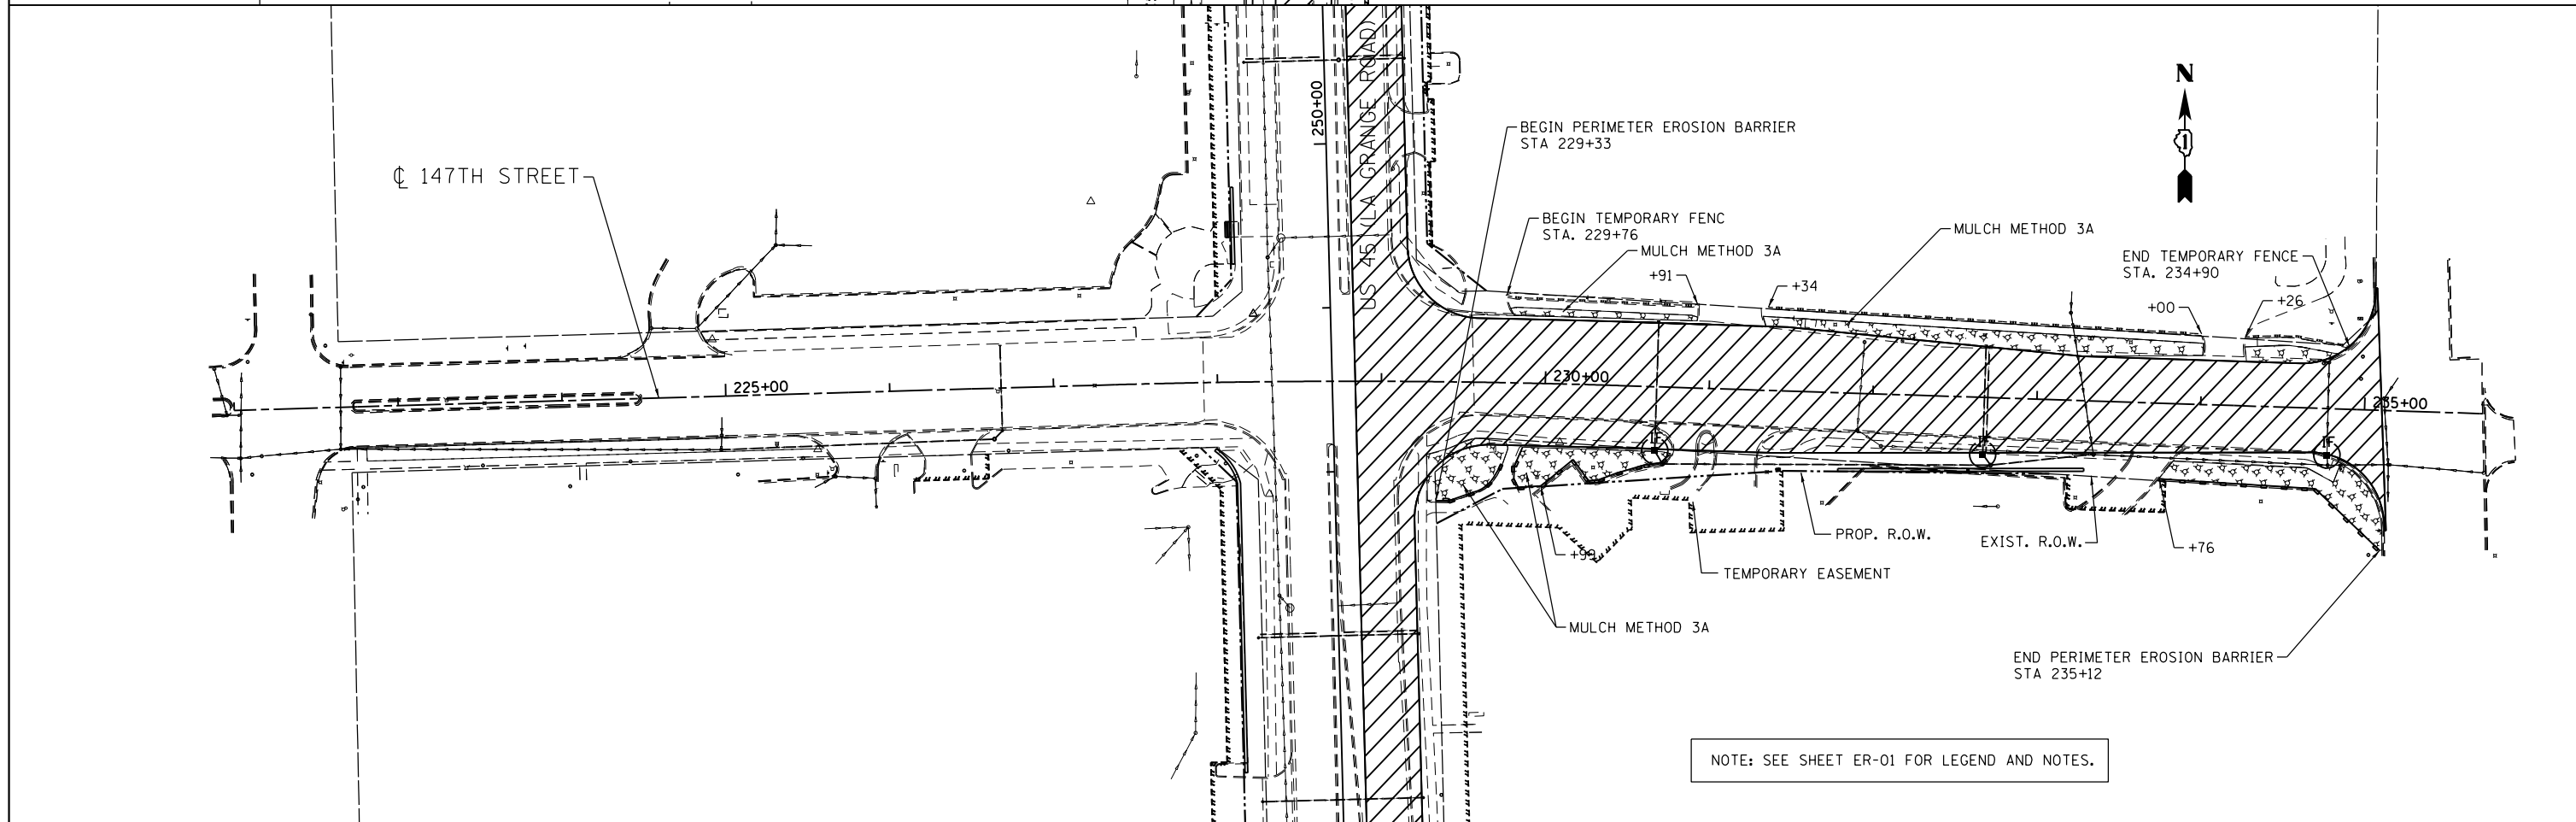 N
1
250+00
US 45 (LA GRANGE ROAD)
BEGIN PERIMETER EROSION BARRIER
STA 229+33
℄ 147TH STREET
BEGIN TEMPORARY FENC
STA. 229+76
MULCH METHOD 3A
MULCH METHOD 3A
END TEMPORARY FENCE
STA. 234+90
+91
+34
+00
+26
225+00
230+00
235+00
IF
PROP. R.O.W.
EXIST. R.O.W.
+76
TEMPORARY EASEMENT
MULCH METHOD 3A
END PERIMETER EROSION BARRIER
STA 235+12
NOTE: SEE SHEET ER-01 FOR LEGEND AND NOTES.